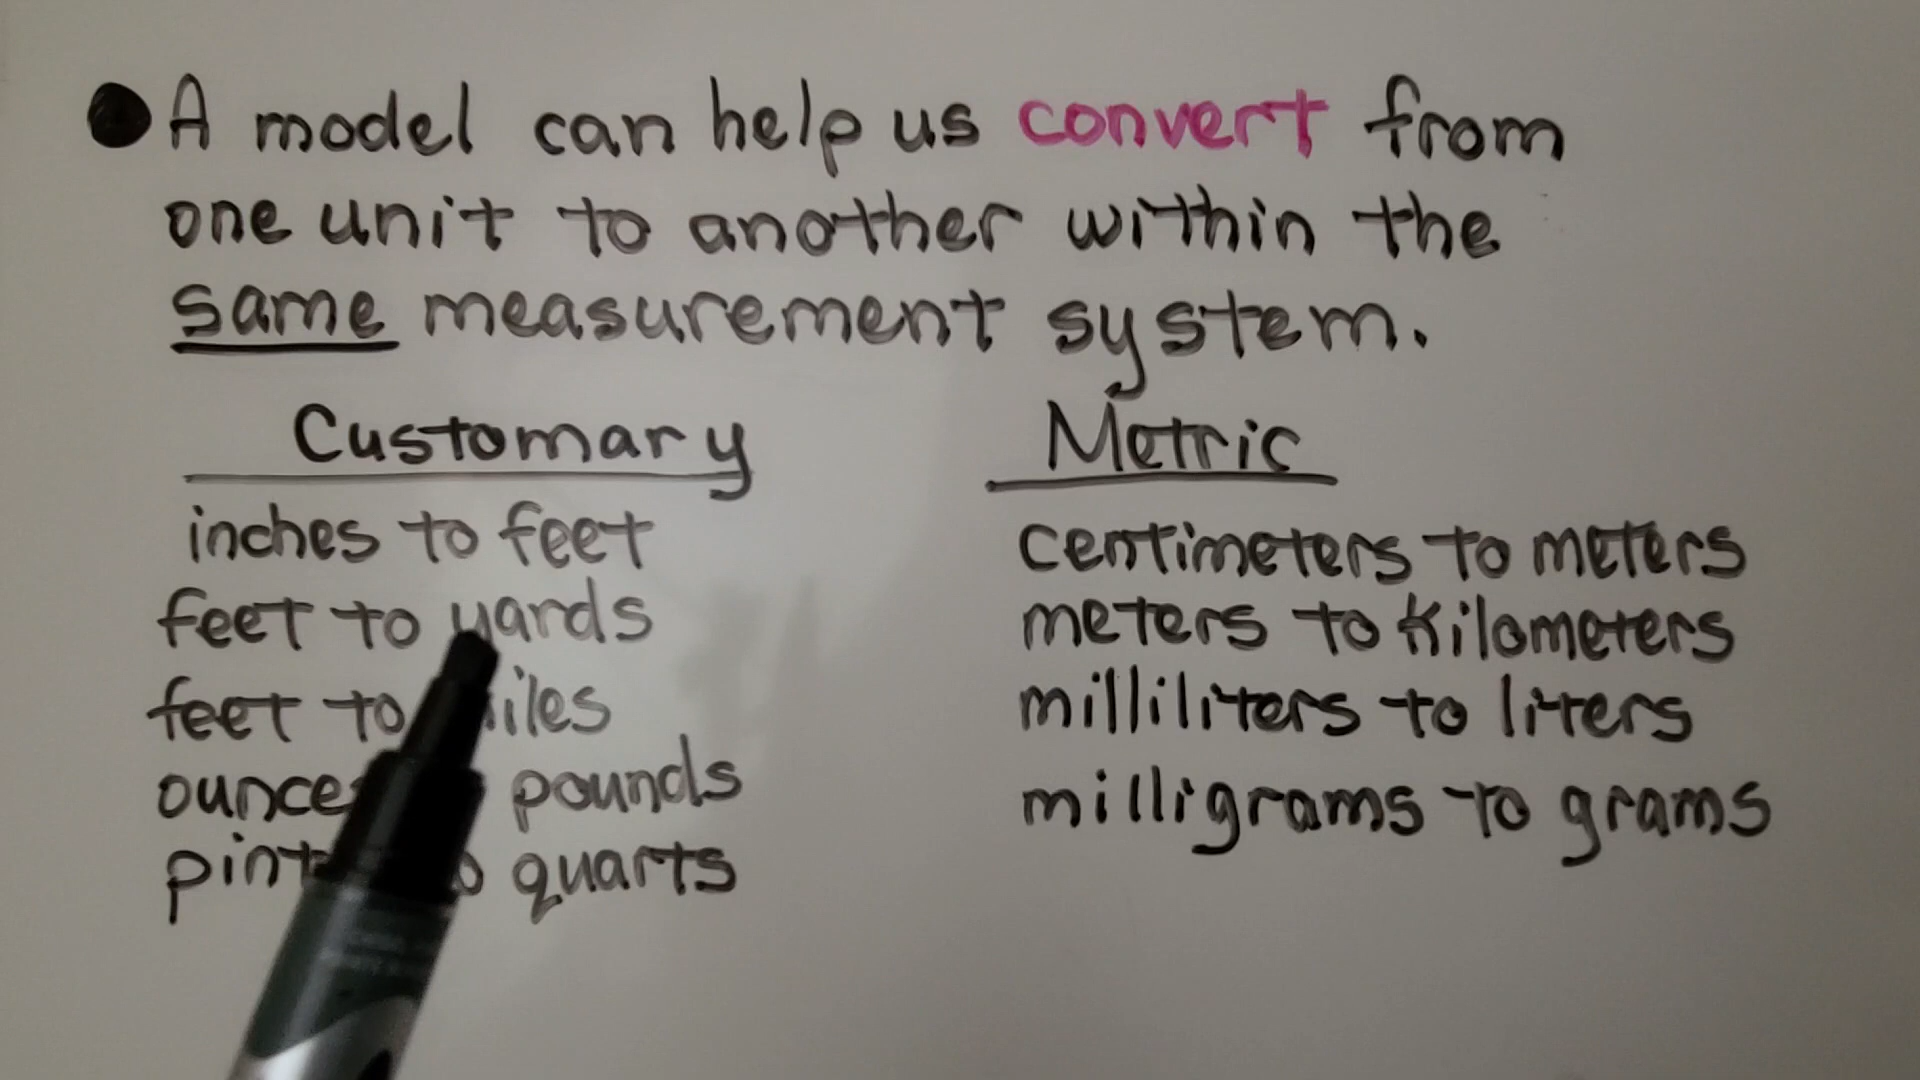 A model can help us convert from
one unit to another within the
same measurement system.
Customary
inches to feet
feet to yards
feet to
pounds
quarts
Metric
centimeters to meters
meters to Kilometers
milliliters to liters
milligrams to grams